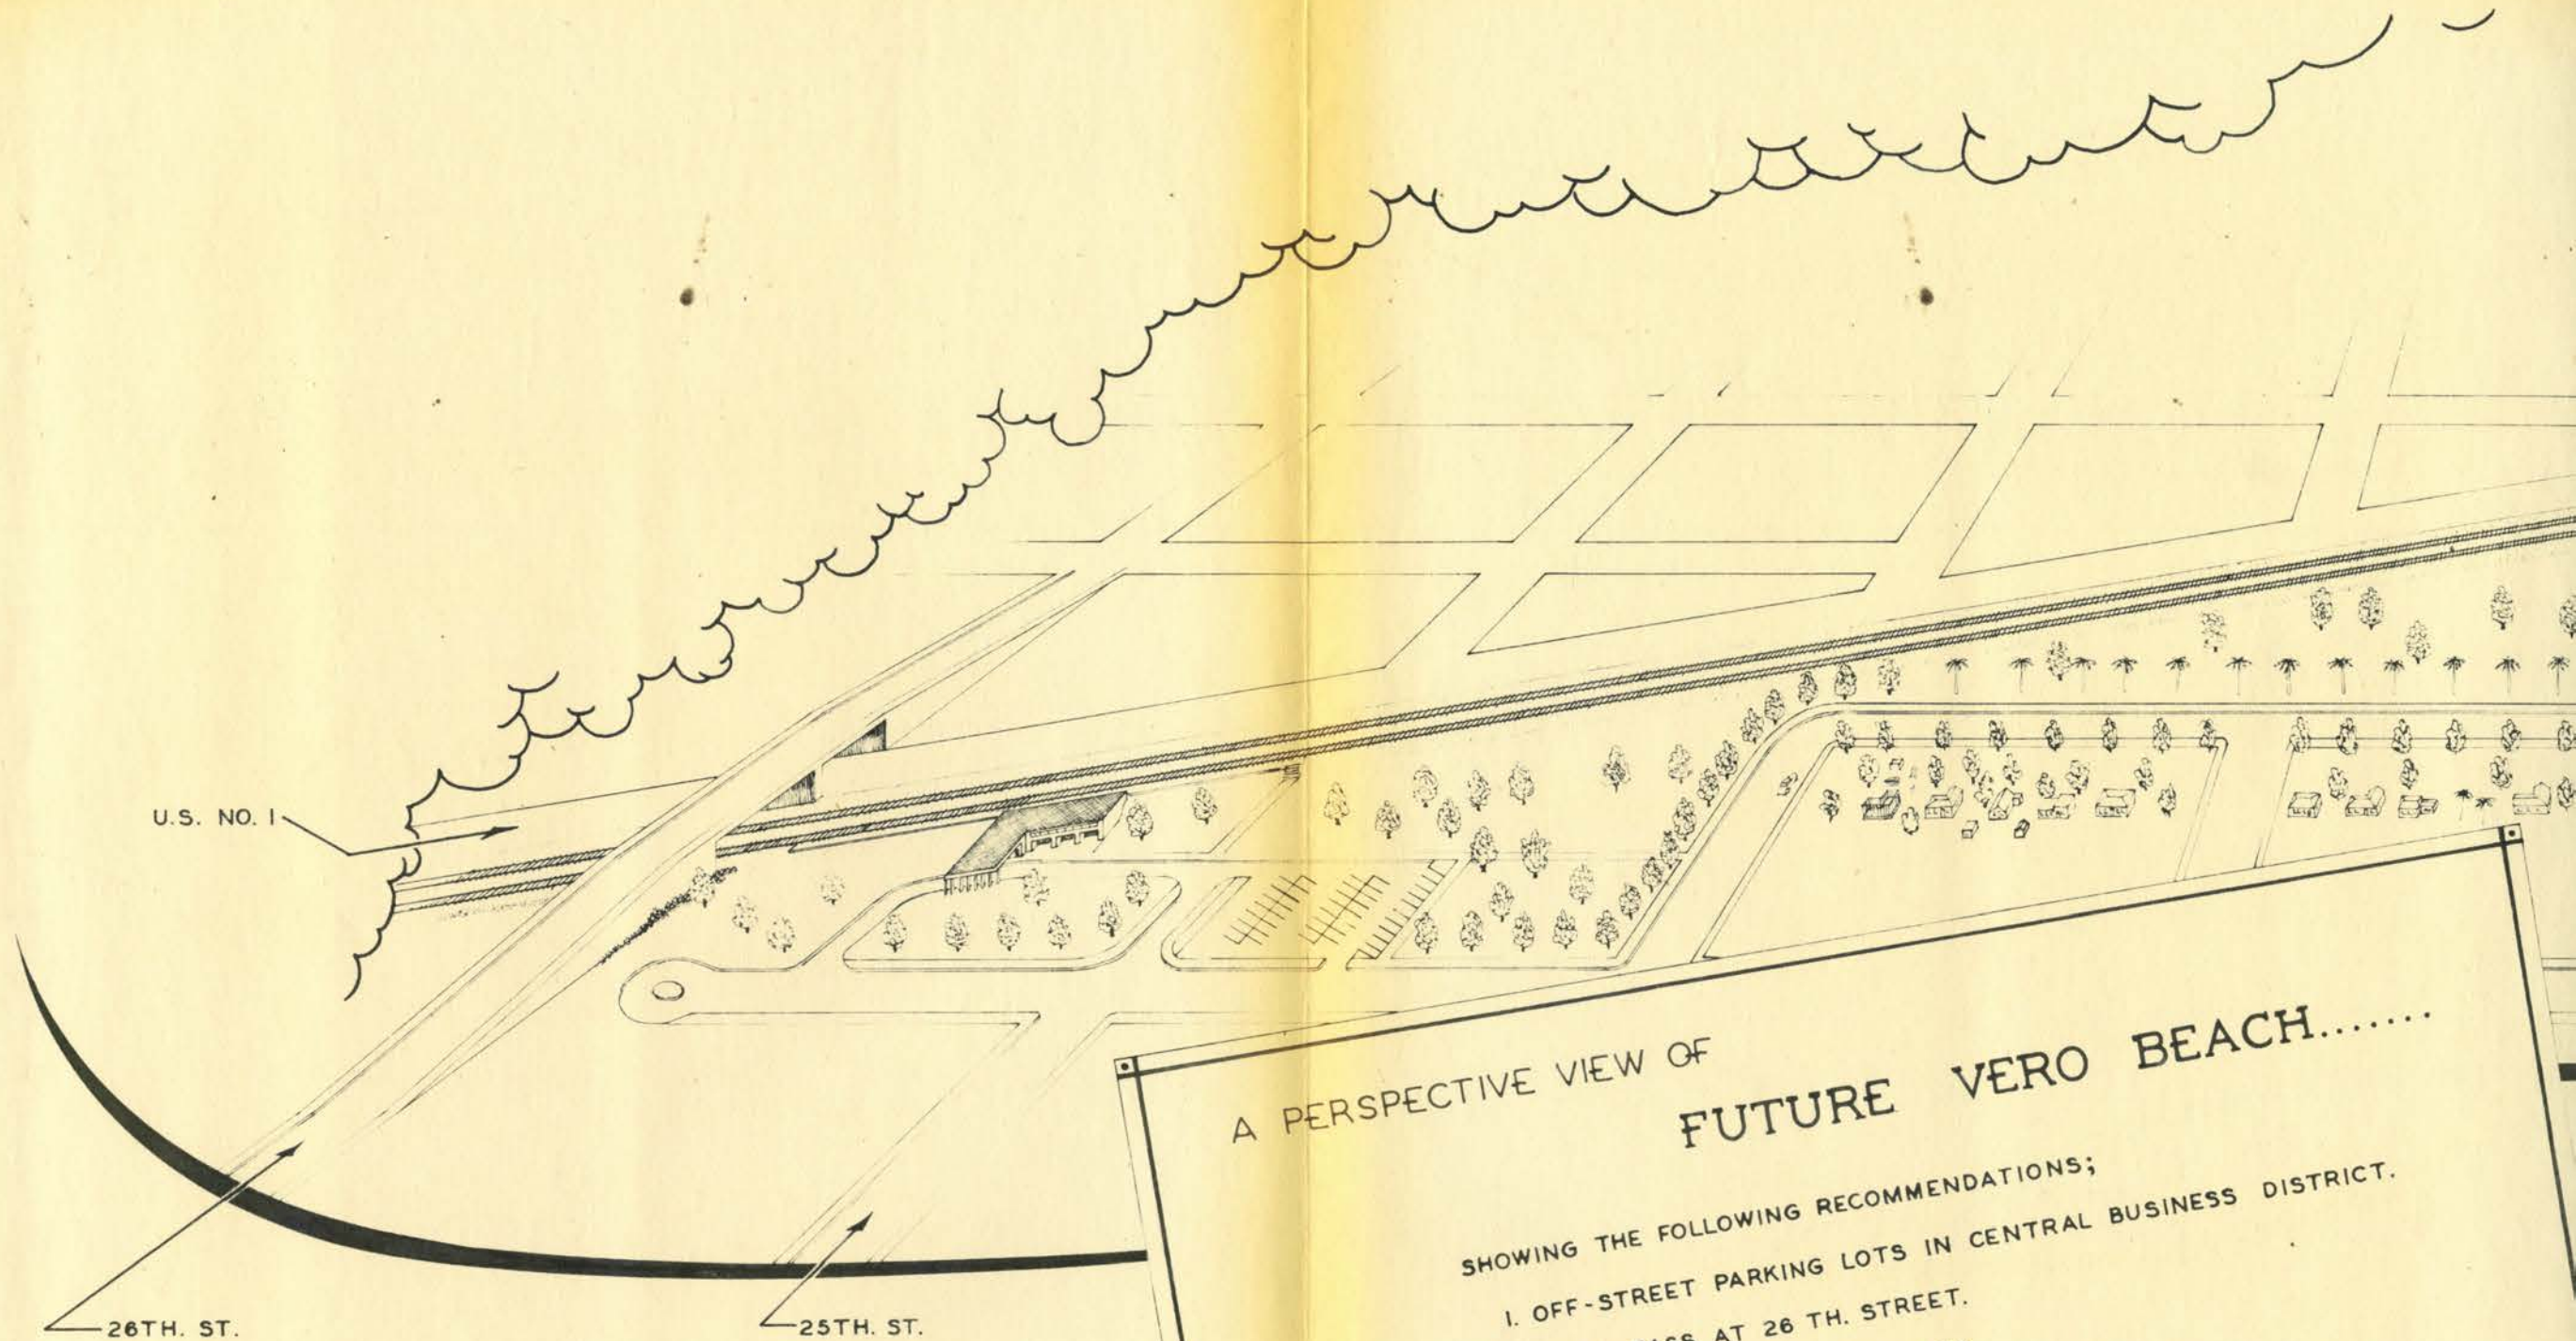 U.S. NO. 1
26TH. ST.
25TH. ST.
A PERSPECTIVE VIEW OF
FUTURE VERO BEACH.......
SHOWING THE FOLLOWING RECOMMENDATIONS;
1. OFF-STREET PARKING LOTS IN CENTRAL BUSINESS DISTRICT.
AT 26 TH. STREET.